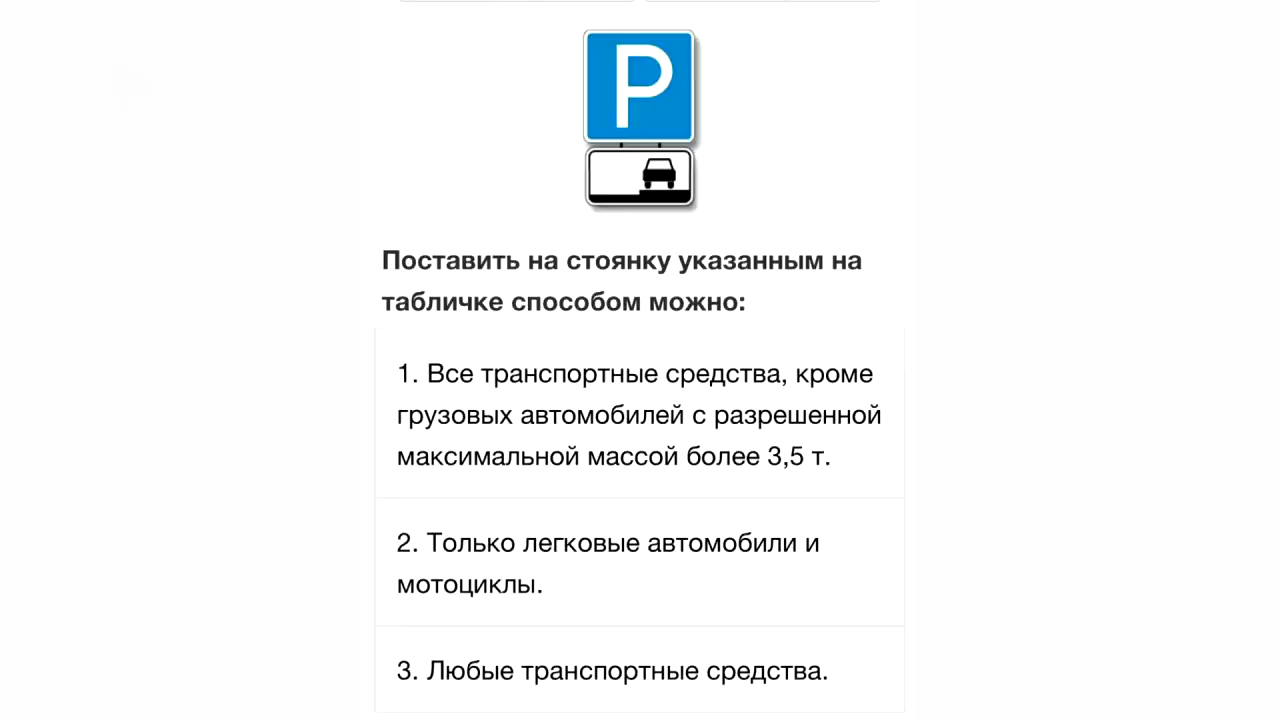 P
Поставить на стоянку указанным на
табличке способом можно:
1. Все транспортные средства, кроме
грузовых автомобилей с разрешенной
максимальной массой более 3,5 т.
2. Только легковые автомобили и
мотоциклы.
3. Любые транспортные средства.